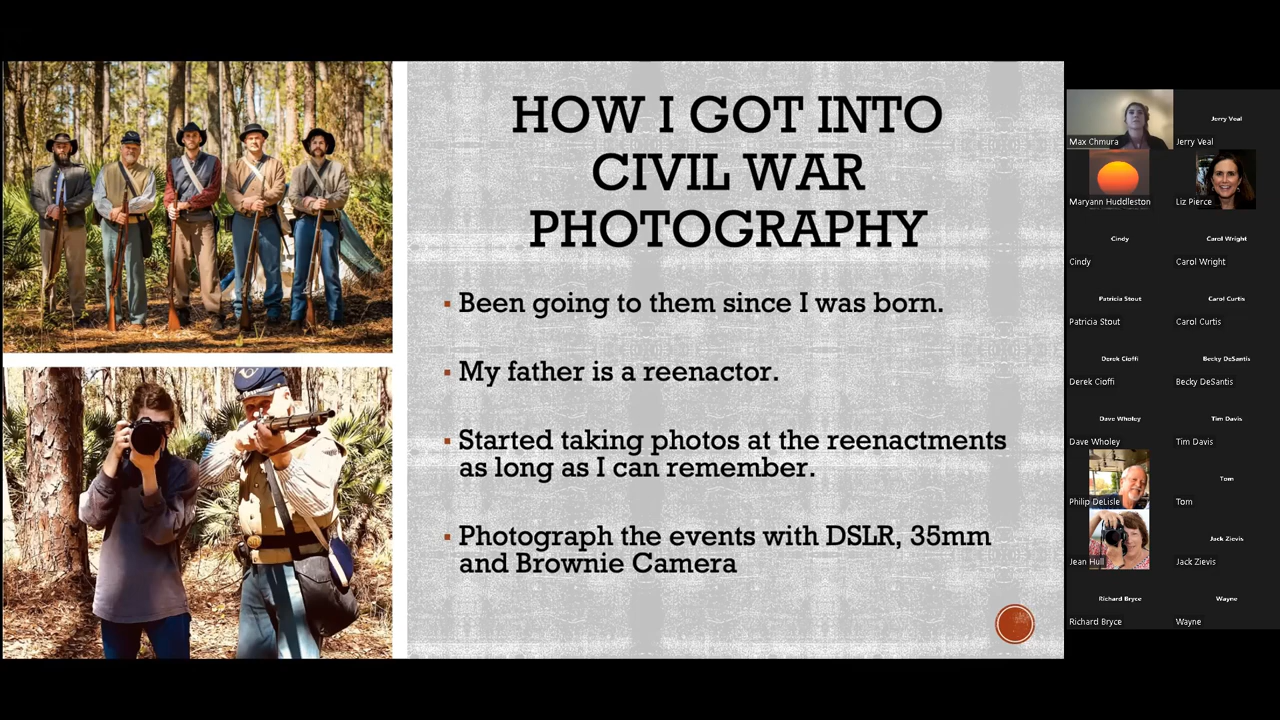 HOW I GOT INTO
CIVIL WAR
PHOTOGRAPHY
Been going to them since I was born.
My father is a reenactor.
Started taking photos at the reenactments
as long as I can remember.
Photograph the events with DSLR, 35mm
and Brownie Camera
Max Chmura
Jerry Veal
Jerry Veal
Maryann Huddleston
Liz Pierce
Cindy
Cindy
Carol Wright
Carol Wright
Patricia Stout
Patricia Stout
Carol Curtis
Carol Curtis
Derek Cioffi
Derek Cioffi
Becky DeSantis
Becky DeSantis
Dave Wholey
Dave Wholey
Tim Davis
Tim Davis
Philip DeLisle
Tom
Tom
Jean Hull
Jack Zievis
Jack Zievis
Richard Bryce
Richard Bryce
Wayne
Wayne